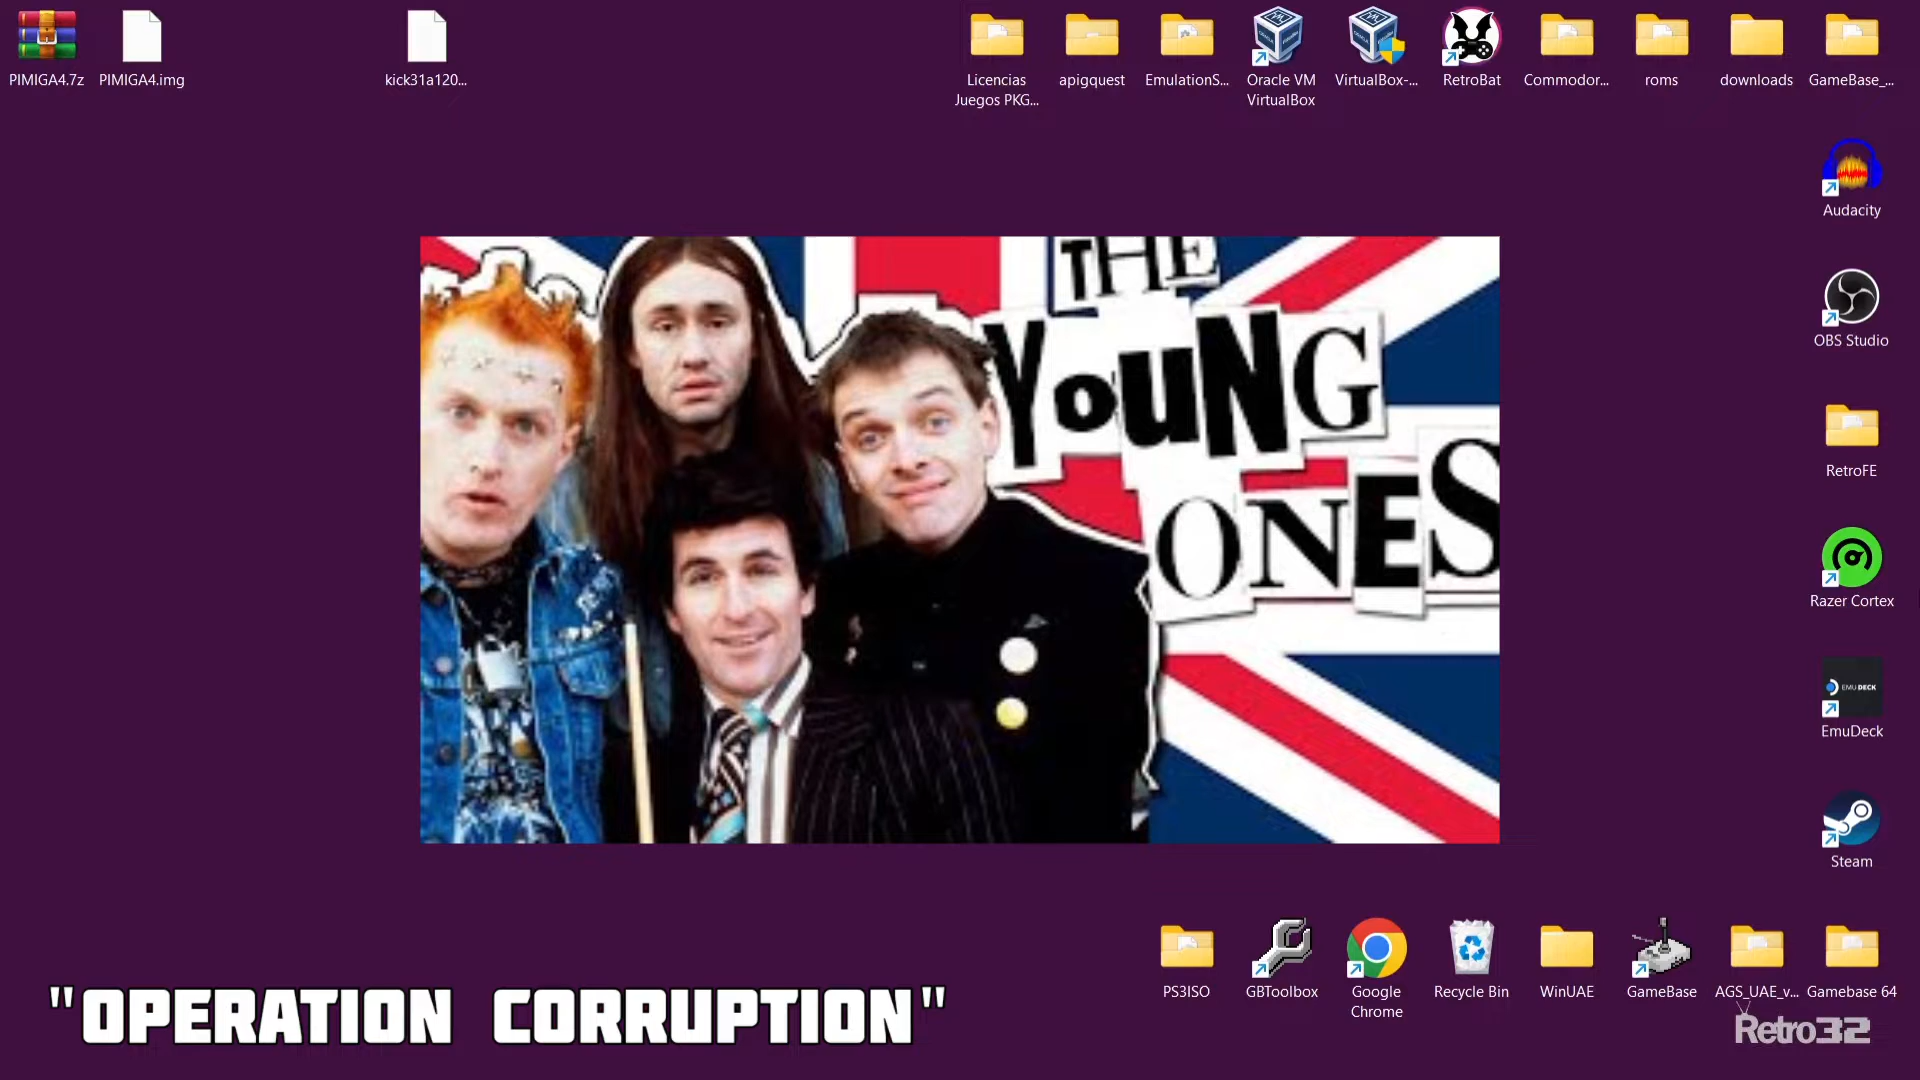 PIMIGA4.7z
PIMIGA4.img
kick31a120...
Licencias
Juegos PKG...
apigquest
EmulationS...
Oracle VM
VirtualBox
VirtualBox-...
RetroBat
Commodor...
roms
downloads
GameBase_...
Audacity
OBS Studio
RetroFE
Razer Cortex
EMUDECK
EmuDeck
Steam
THE
YOUNG
ONES
PS3ISO
GBToolbox
Google
Chrome
Recycle Bin
WinUAE
GameBase
AGS_UAE_v...
Gamebase 64
"OPERATION CORRUPTION"
Retro32